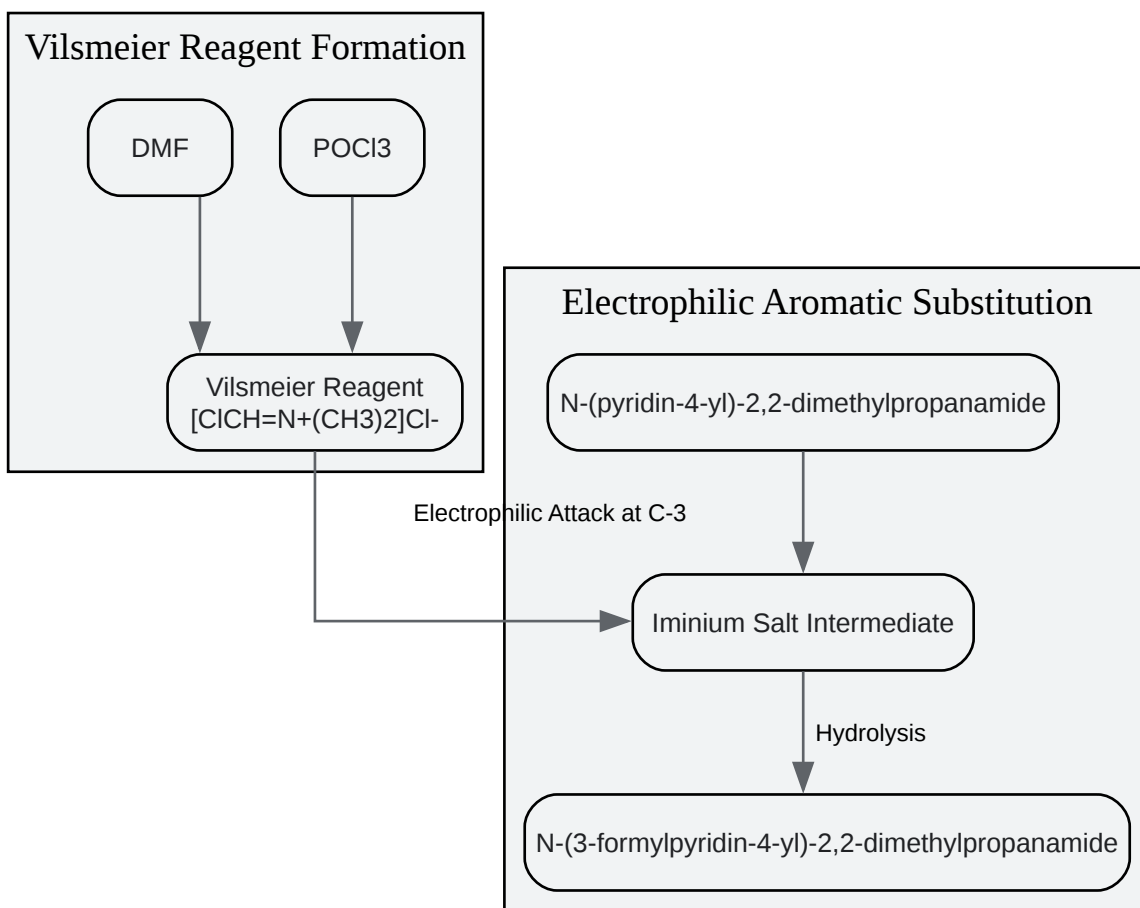 Vilsmeier Reagent Formation
DMF
POCl3
Vilsmeier Reagent
[ClCH=N+(CH3)2]Cl-
Electrophilic Aromatic Substitution
N-(pyridin-4-yl)-2,2-dimethylpropanamide
Electrophilic Attack at C-3
Iminium Salt Intermediate
Hydrolysis
N-(3-formylpyridin-4-yl)-2,2-dimethylpropanamide